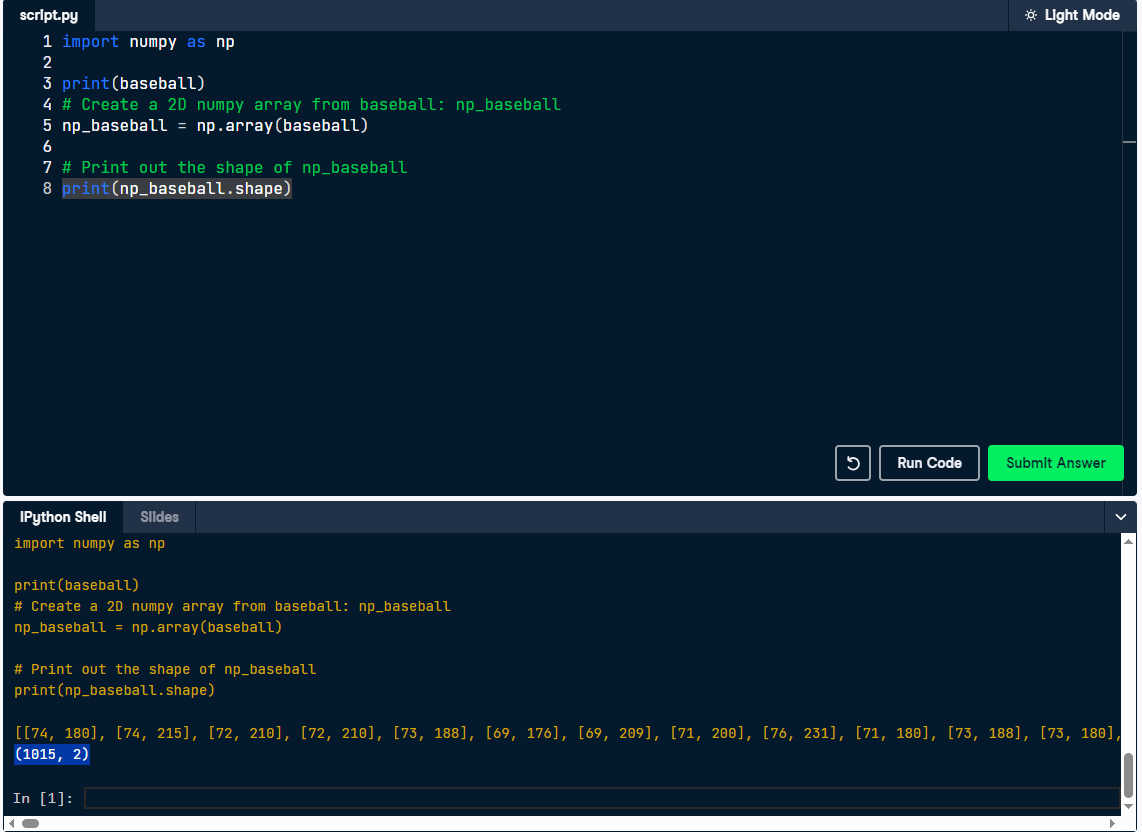 script.py
Light Mode
1 import numpy as np
2
3 print(baseball)
4 # Create a 2D numpy array from baseball: np_baseball
5 np_baseball = np.array(baseball)
6
7 # Print out the shape of np_baseball
8 print(np_baseball.shape)
Run Code
Submit Answer
IPython Shell
Slides
import numpy as np
print(baseball)
# Create a 2D numpy array from baseball: np_baseball
np_baseball = np.array(baseball)
# Print out the shape of np_baseball
print(np_baseball.shape)
[[74, 180], [74, 215], [72, 210], [72, 210], [73, 188], [69, 176], [69, 209], [71, 200], [76, 231], [71, 180], [73, 188], [73, 180],
(1015, 2)
In [1]: